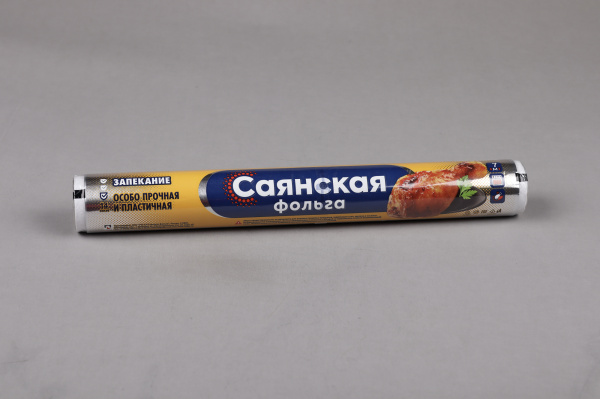 ЗАПЕКАНИЕ
ОСОБО ПРОЧНАЯ
И ПЛАСТИЧНАЯ
Саянская
фольга